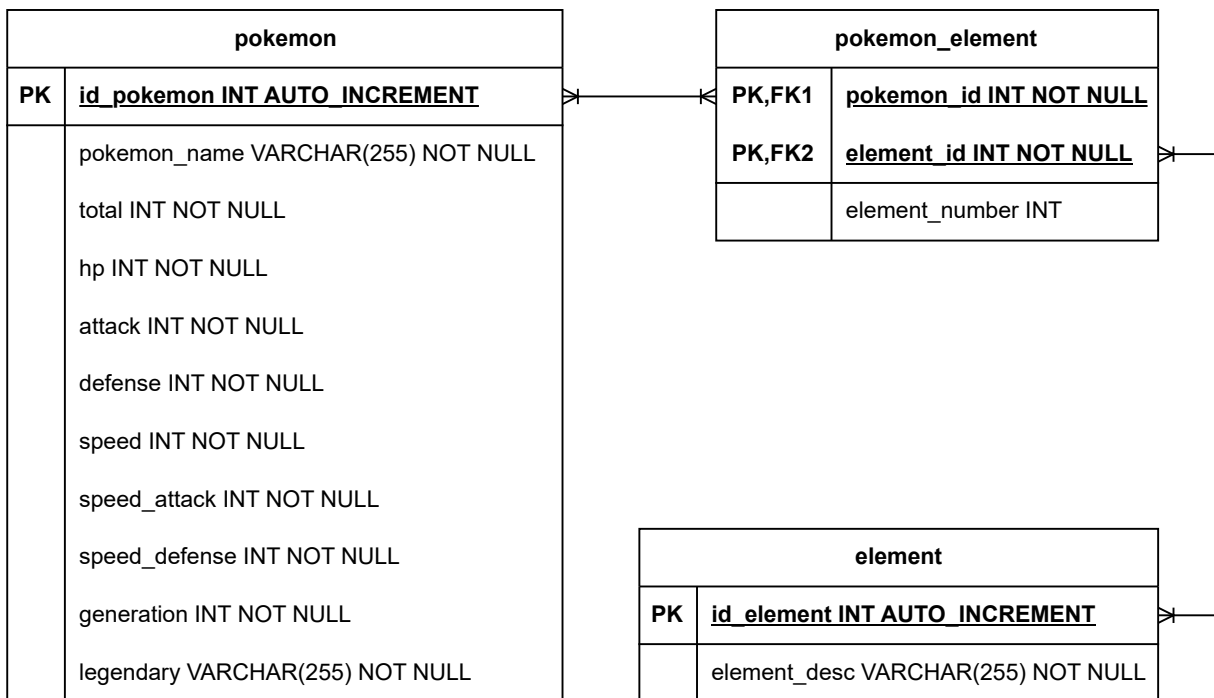 pokemon
PK id_pokemon INT AUTO_INCREMENT
pokemon_name VARCHAR(255) NOT NULL
total INT NOT NULL
hp INT NOT NULL
attack INT NOT NULL
defense INT NOT NULL
speed INT NOT NULL
speed_attack INT NOT NULL
speed_defense INT NOT NULL
generation INT NOT NULL
legendary VARCHAR(255) NOT NULL
pokemon_element
PK,FK1 pokemon_id INT NOT NULL
PK,FK2 element_id INT NOT NULL
element_number INT
element
PK id_element INT AUTO_INCREMENT
element_desc VARCHAR(255) NOT NULL